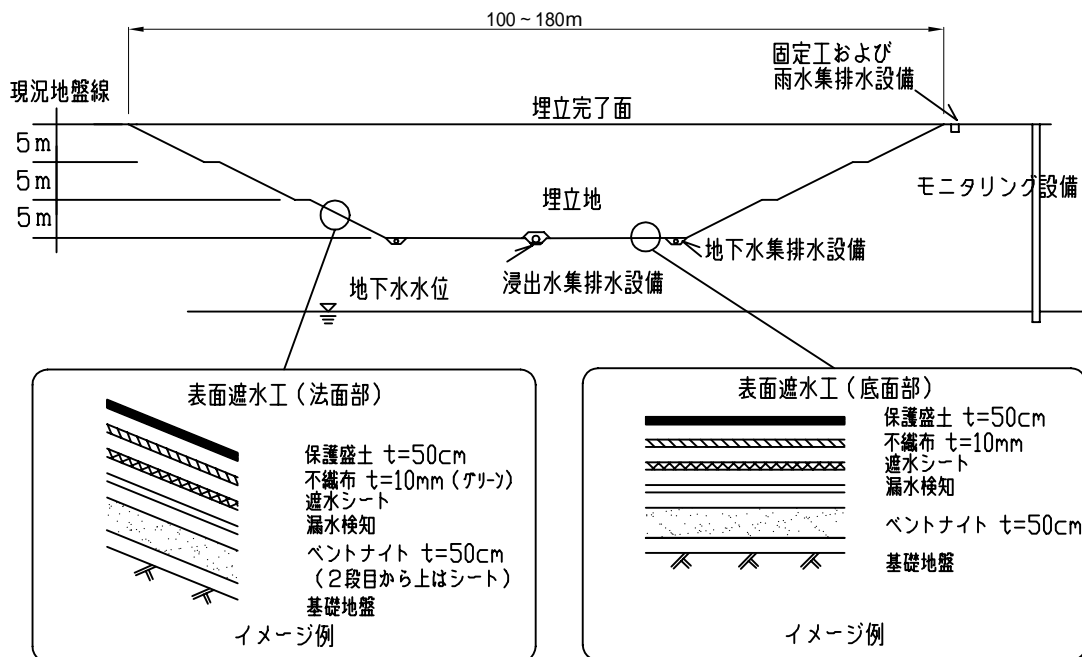 100~180m
固定工および
雨水集排水設備
現況地盤線
埋立完了面
5m
5m
5m
埋立地
モニタリング設備
地下水集排水設備
浸出水集排水設備
地下水水位
表面遮水工(法面部)
保護盛土 t=50cm
不織布 t=10mm(グリーン)
遮水シート
漏水検知
ベントナイト t=50cm
(2段目から上はシート)
基礎地盤
イメージ例
表面遮水工(底面部)
保護盛土 t=50cm
不織布 t=10mm
遮水シート
漏水検知
ベントナイト t=50cm
基礎地盤
イメージ例